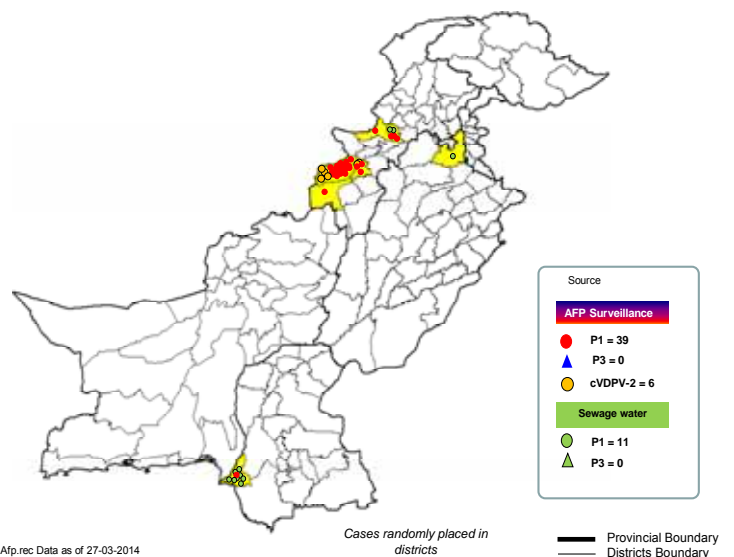 Source
AFP Surveillance
P1 = 39
P3 = 0
cVDPV-2 = 6
Sewage water
P1 = 11
P3 = 0
Cases randomly placed in
districts
Afp.rec Data as of 27-03-2014
Provincial Boundary
Districts Boundary